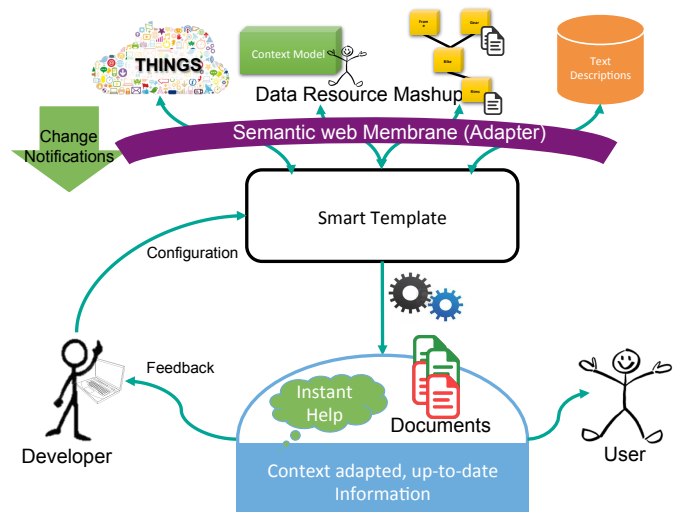 THINGS
Context Model
Text
Descriptions
Data Resource Mashup
Change
Notifications
Semantic web Membrane (Adapter)
Smart Template
Configuration
Feedback
Instant
Help
Documents
Developer
User
Context adapted, up-to-date
Information